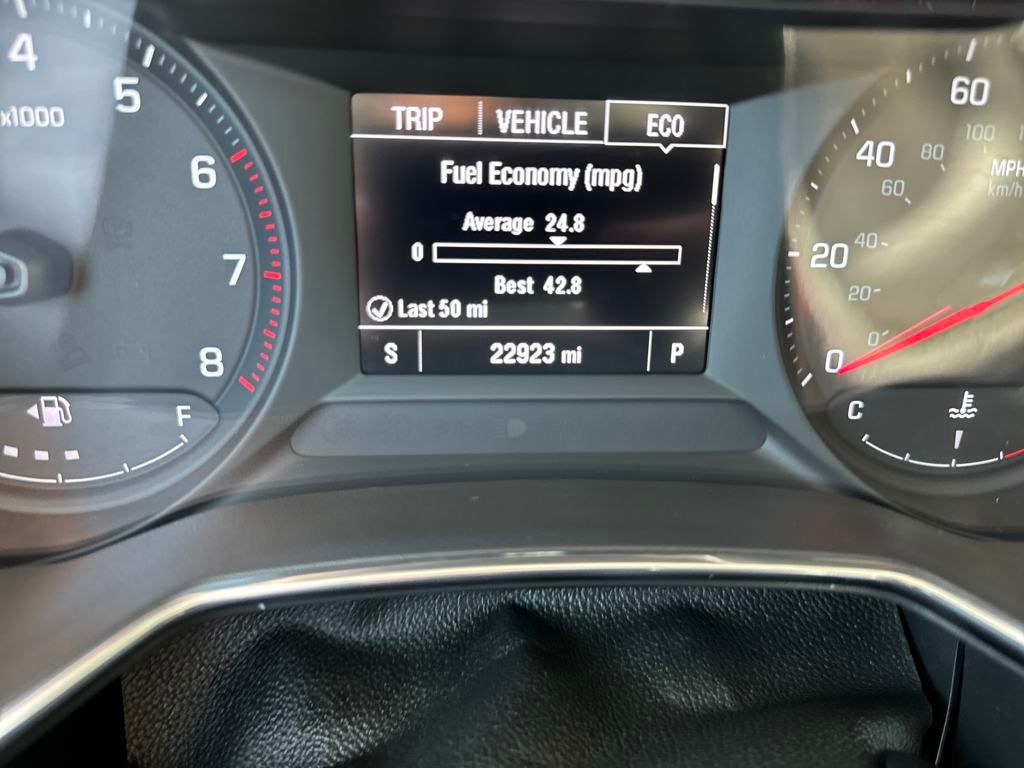 4
5
x1000
6
7
8
F
TRIP VEHICLE ECO
Fuel Economy (mpg)
Average 24.8
0
Best 42.8
Last 50 mi
S 22923 mi P
60
100
MPH
km/h
40 80
60
20 40
20
0 0
C